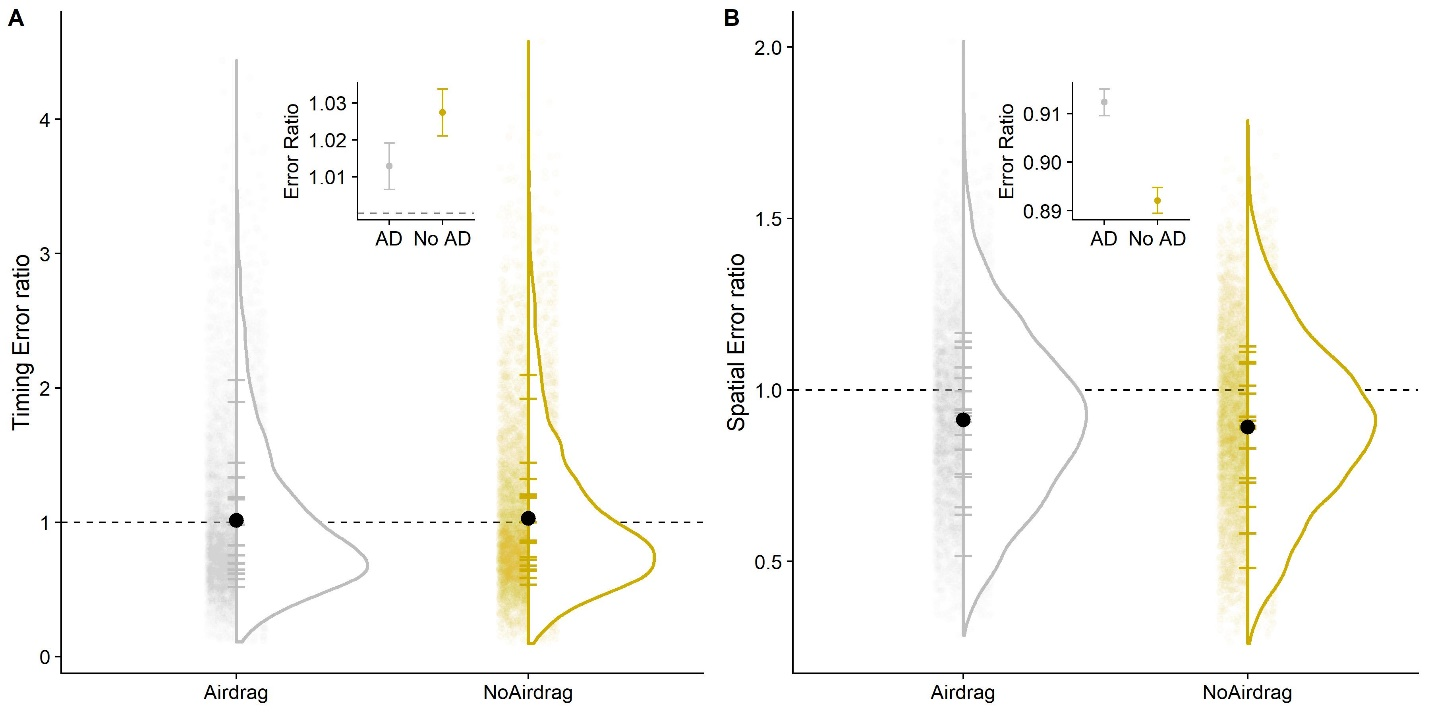 A
Timing Error ratio
4
3
2
1
0
Error Ratio
1.03
1.02
1.01
AD No AD
Airdrag NoAirdrag
B
Spatial Error ratio
2.0
1.5
1.0
0.5
Error Ratio
0.91
0.90
0.89
AD No AD
Airdrag NoAirdrag